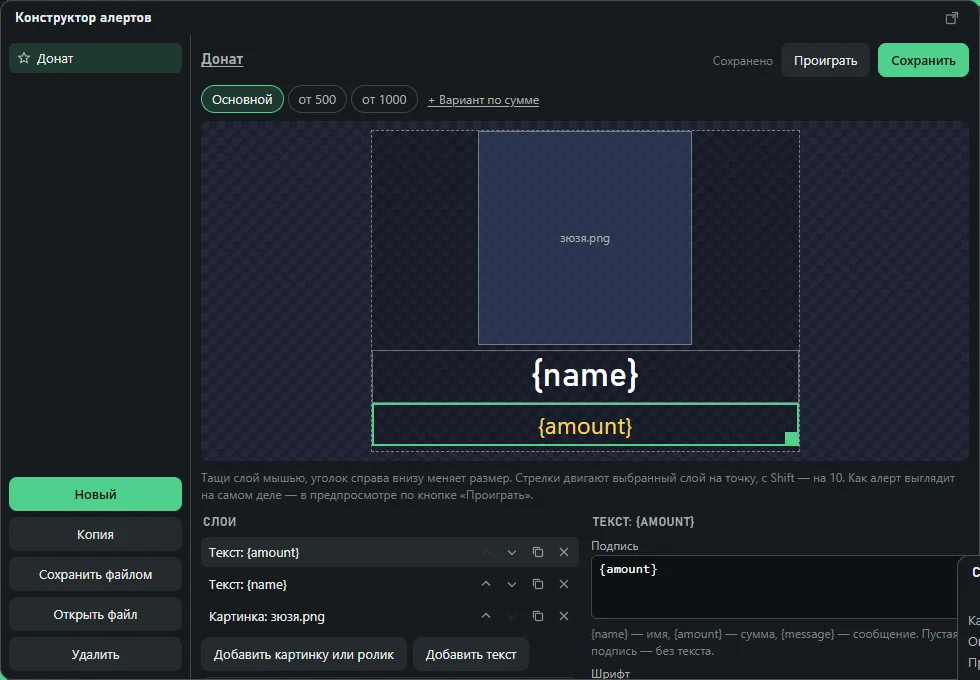 Конструктор алертов
Донат
Донат
Сохранено
Проиграть
Сохранить
Основной
от 500
от 1000
+ Вариант по сумме
зюзя.png
{name}
{amount}
Тащи слой мышью, уголок справа внизу меняет размер. Стрелки двигают выбранный слой на точку, с Shift — на 10. Как алерт выглядит
на самом деле — в предпросмотре по кнопке «Проиграть».
Новый
Копия
Сохранить файлом
Открыть файл
Удалить
СЛОИ
Текст: {amount}
Текст: {name}
Картинка: зюзя.png
Добавить картинку или ролик
Добавить текст
ТЕКСТ: {AMOUNT}
Подпись
{amount}
{name} — имя, {amount} — сумма, {message} — сообщение. Пустая
подпись — без текста.
Шрифт